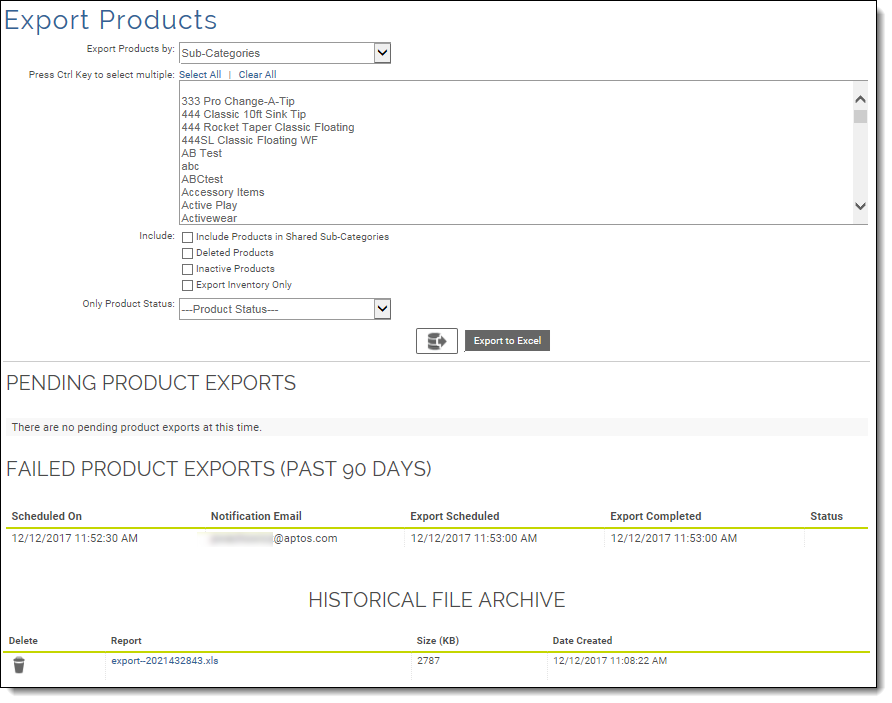 Export Products
Export Products by: Sub-Categories
Press Ctrl Key to select multiple: Select All | Clear All
333 Pro Change-A-Tip
444 Classic 10ft Sink Tip
444 Rocket Taper Classic Floating
444SL Classic Floating WF
AB Test
abc
ABCtest
Accessory Items
Active Play
Activewear
Include: Include Products in Shared Sub-Categories
Deleted Products
Inactive Products
Export Inventory Only
Only Product Status: ---Product Status---
Export to Excel
PENDING PRODUCT EXPORTS
There are no pending product exports at this time.
FAILED PRODUCT EXPORTS (PAST 90 DAYS)
Scheduled On Notification Email Export Scheduled Export Completed Status
12/12/2017 11:52:30 AM @aptos.com 12/12/2017 11:53:00 AM 12/12/2017 11:53:00 AM
HISTORICAL FILE ARCHIVE
Delete Report Size (KB) Date Created
export--2021432843.xls 2787 12/12/2017 11:08:22 AM